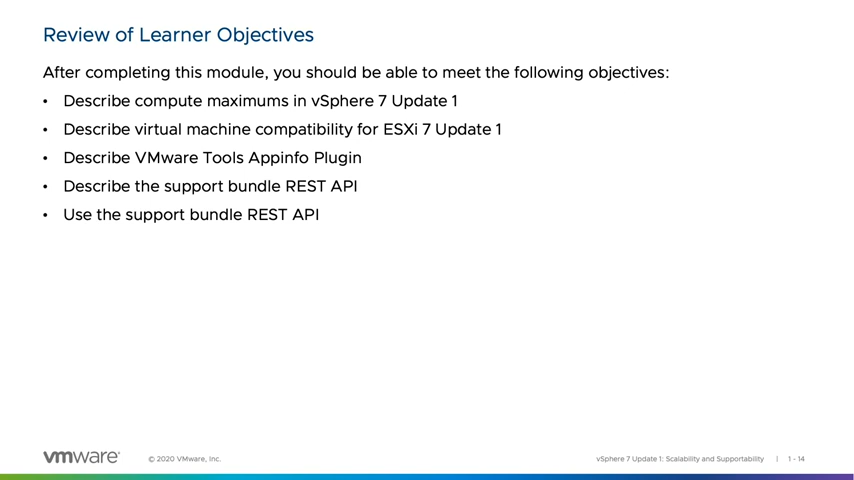 Review of Learner Objectives
After completing this module, you should be able to meet the following objectives:
• Describe compute maximums in vSphere 7 Update 1
• Describe virtual machine compatibility for ESXi 7 Update 1
• Describe VMware Tools Appinfo Plugin
• Describe the support bundle REST API
• Use the support bundle REST API
vmware® © 2020 VMware, Inc. vSphere 7 Update 1: Scalability and Supportability | 1 - 14